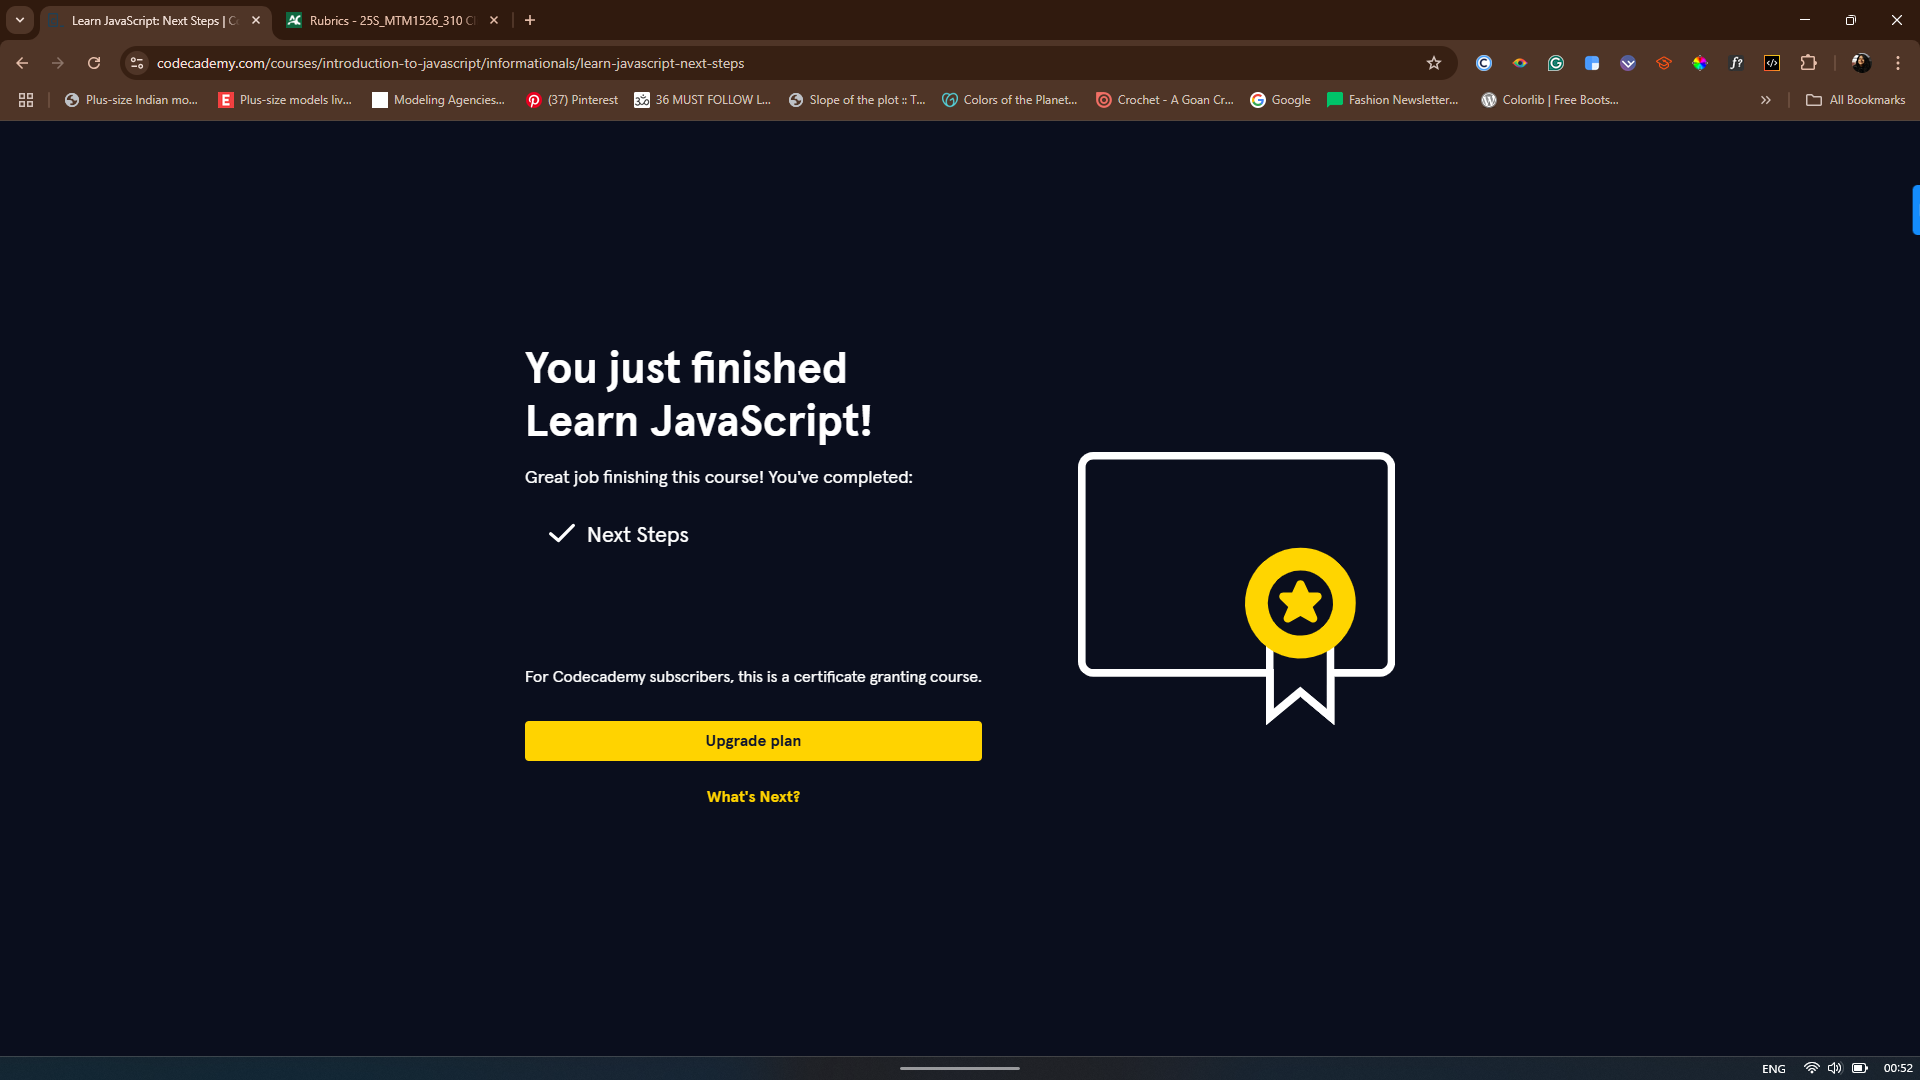 Learn JavaScript: Next Steps | Co
Rubrics - 25S_MTM1526_310 Cl
codecademy.com/courses/introduction-to-javascript/informationals/learn-javascript-next-steps
Plus-size Indian mo...
Plus-size models liv...
Modeling Agencies...
(37) Pinterest
36 MUST FOLLOW L...
Slope of the plot :: T...
Colors of the Planet...
Crochet - A Goan Cr...
Google
Fashion Newsletter...
Colorlib | Free Boots...
All Bookmarks
You just finished
Learn JavaScript!
Great job finishing this course! You've completed:
Next Steps
For Codecademy subscribers, this is a certificate granting course.
Upgrade plan
What's Next?
ENG
00:52